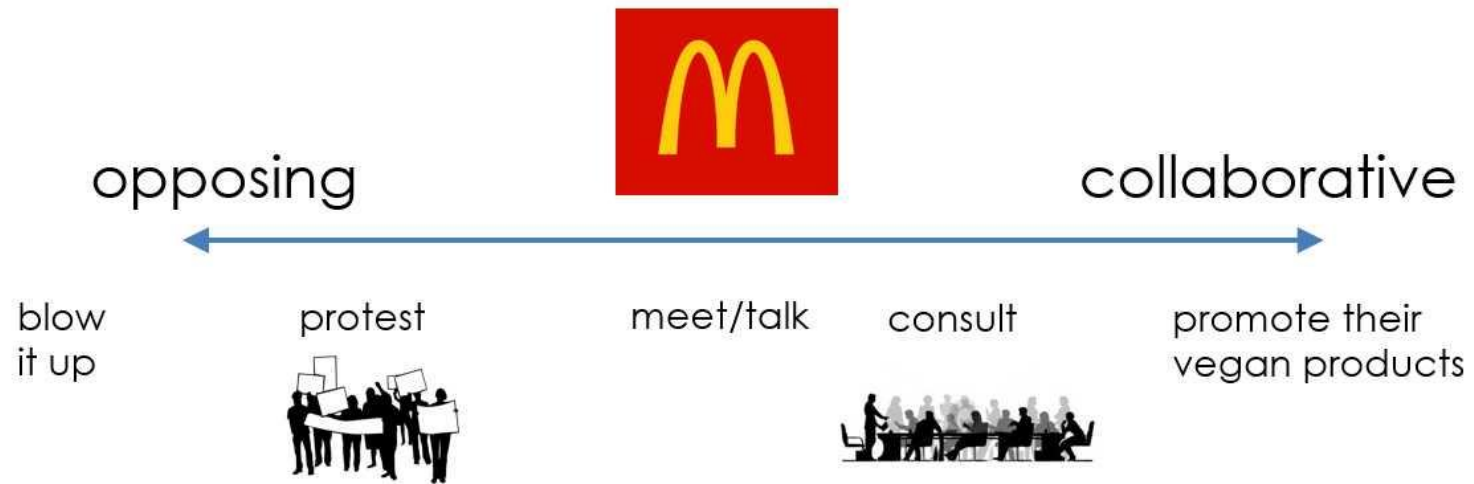 opposing
collaborative
blow
it up
protest
meet/talk
consult
promote their
vegan products